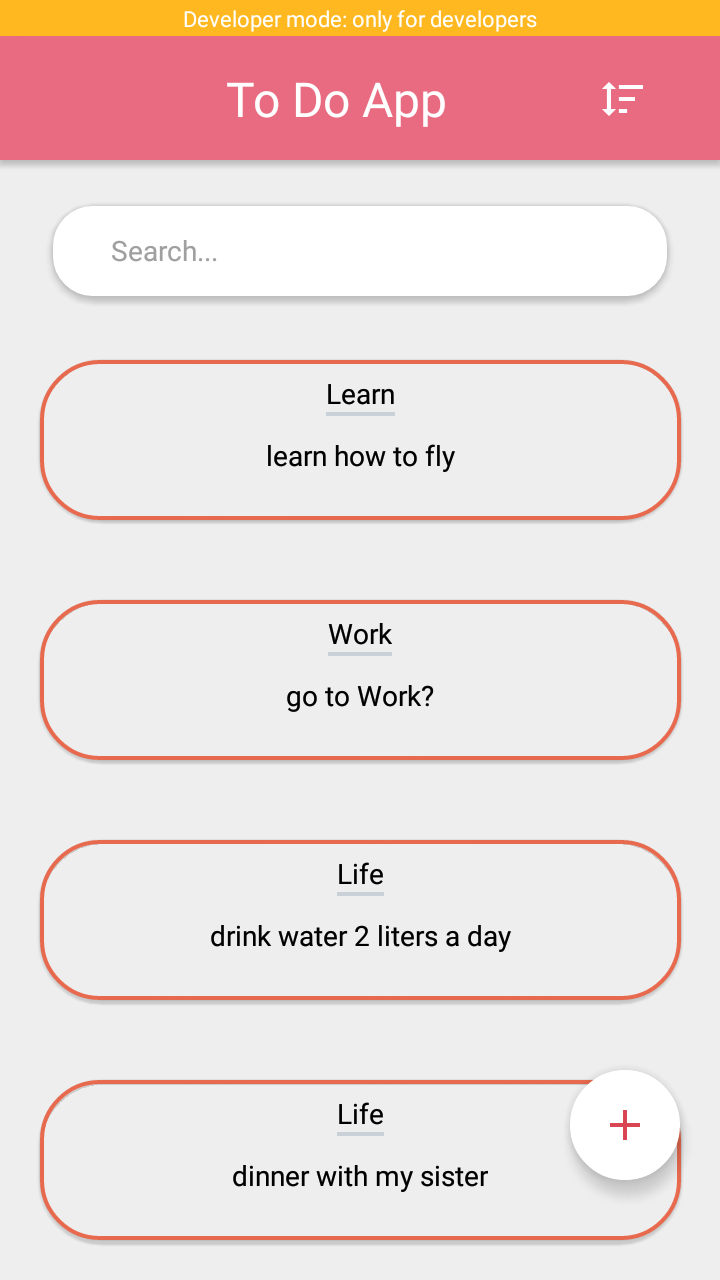 Developer mode: only for developers
To Do App
Search...
Learn
learn how to fly
Work
go to Work?
Life
drink water 2 liters a day
Life
dinner with my sister